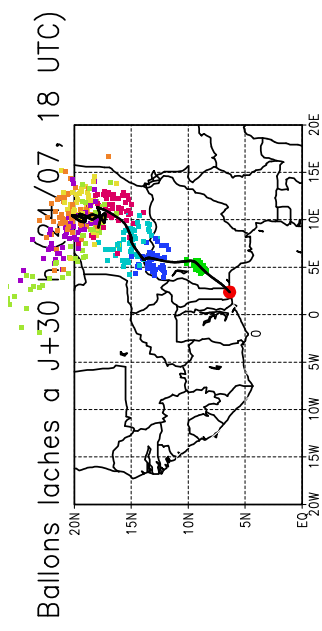 Ballons laches a J+30 h 24/07, 18 UTC)
20N
15N
10N
5N
EQ
20W 15W 10W 5W 0 5E 10E 15E 20E
0